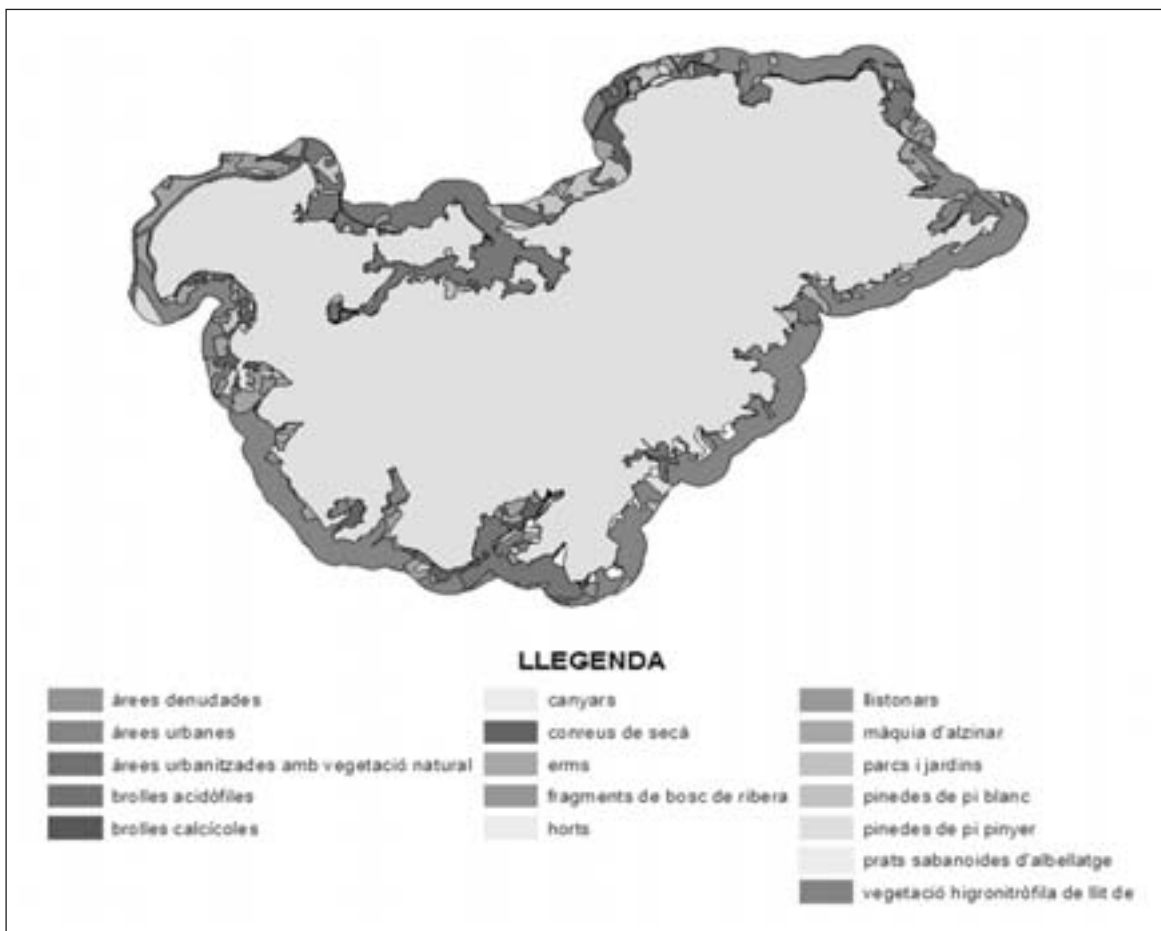 LLEGENDA
àrees denudades
àrees urbanes
àrees urbanitzades amb vegetació natural
brolles acidòfiles
brolles calcícoles
canyars
conreus de secà
erms
fragments de bosc de ribera
horts
llistonars
màquia d'alzinar
parcs i jardins
pinedes de pi blanc
pinedes de pi pinyer
prats sabanoides d'albellatge
vegetació higronitròfila de llit de